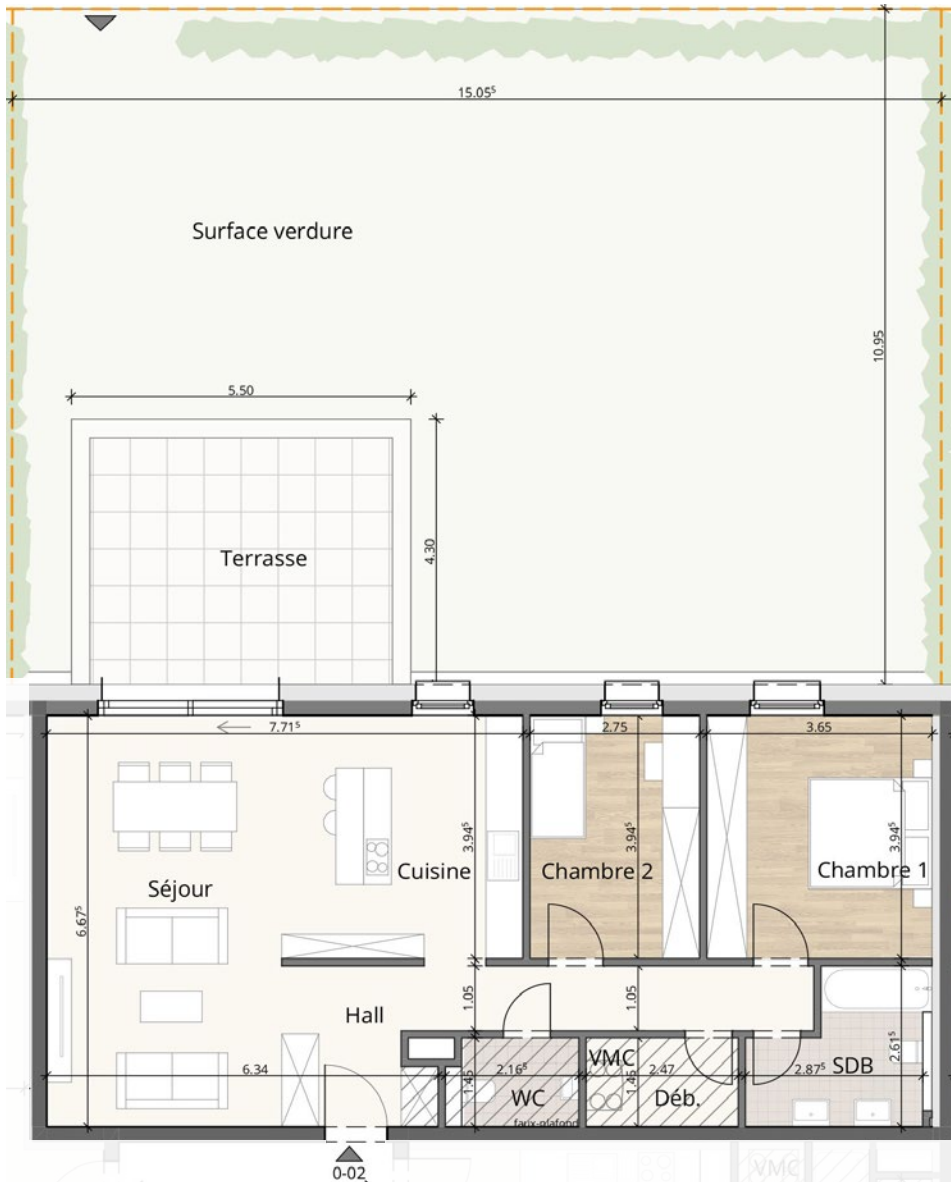 15.05⁵
Surface verdure
10.95
5.50
4.30
Terrasse
7.71⁵
2.75
3.65
3.94⁵
3.94⁵
3.94⁵
Cuisine
Chambre 2
Chambre 1
Séjour
6.67⁵
Hall
1.05
1.05
2.61⁵
6.34
1.45
2.16⁵
VMC
1.45
2.47
2.87⁵
SDB
WC
Déb.
faux-plafond
0-02
VMC